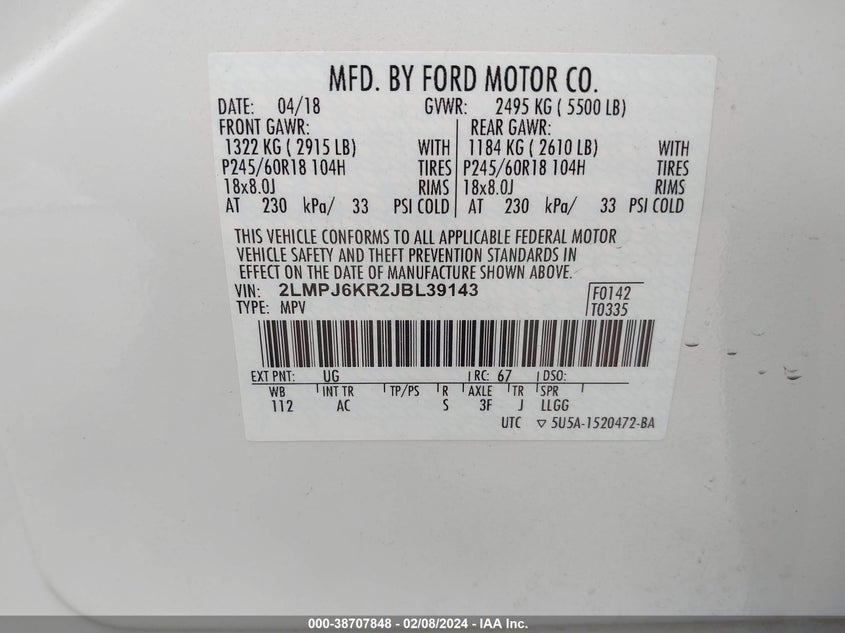 MFD. BY FORD MOTOR CO.
DATE: 04/18 GVWR: 2495 KG ( 5500 LB)
FRONT GAWR: REAR GAWR:
1322 KG ( 2915 LB) WITH 1184 KG ( 2610 LB) WITH
P245/60R18 104H TIRES P245/60R18 104H TIRES
18x8.0J RIMS 18x8.0J RIMS
AT 230 kPa/ 33 PSI COLD AT 230 kPa/ 33 PSI COLD
THIS VEHICLE CONFORMS TO ALL APPLICABLE FEDERAL MOTOR
VEHICLE SAFETY AND THEFT PREVENTION STANDARDS IN
EFFECT ON THE DATE OF MANUFACTURE SHOWN ABOVE.
VIN: 2LMPJ6KR2JBL39143 F0142
TYPE: MPV T0335
EXT PNT: UG RC: 67 DSO:
WB INT TR TP/PS R AXLE TR SPR
112 AC S 3F J LLGG
UTC ▽ 5U5A-1520472-BA
000-38707848 - 02/08/2024 - IAA Inc.